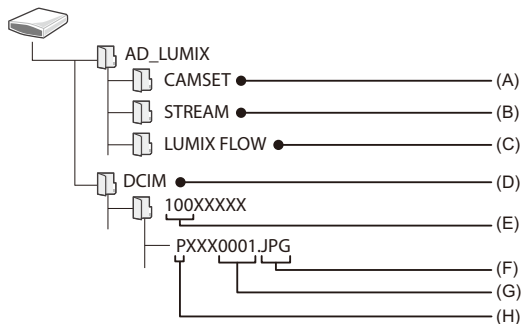 AD_LUMIX
CAMSET (A)
STREAM (B)
LUMIX FLOW (C)
DCIM (D)
100XXXXX
(E)
PXXX0001.JPG
(F)
(G)
(H)